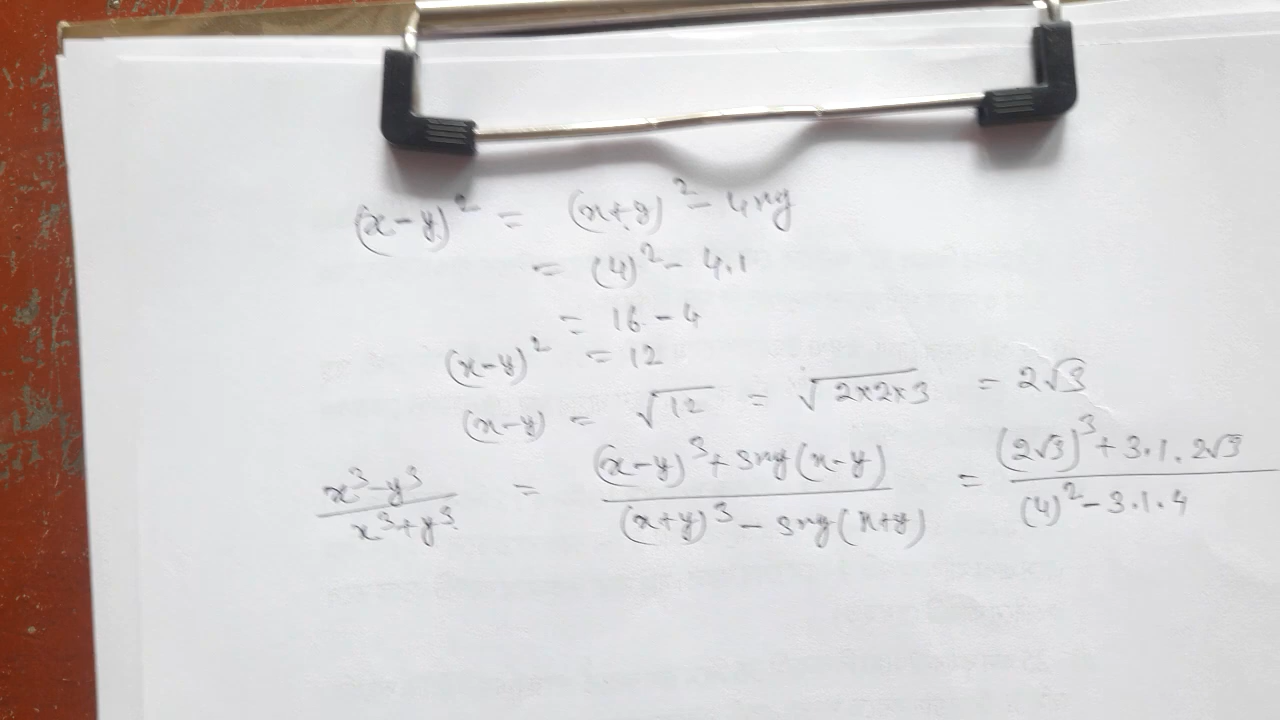 (x-y)² = (x+y)² - 4xy
= (4)² - 4.1
= 16 - 4
(x-y)² = 12
(x-y) = √12 = √2×2×3 = 2√3
x³-y³/x³+y³ = (x-y)³+3xy(x-y)/(x+y)³-3xy(x+y) = (2√3)³+3.1.2√3/(4)²-3.1.4